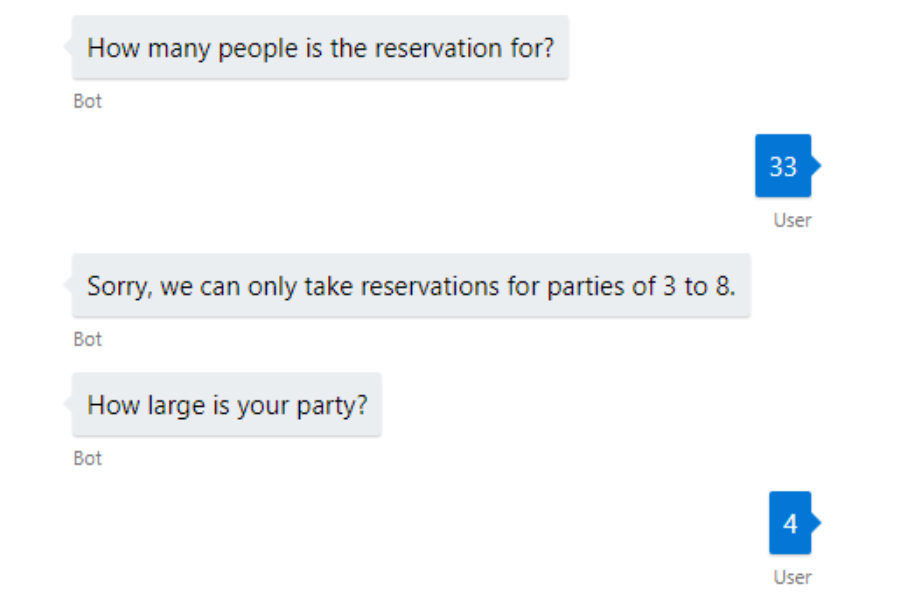 How many people is the reservation for?
Bot
33
User
Sorry, we can only take reservations for parties of 3 to 8.
Bot
How large is your party?
Bot
4
User